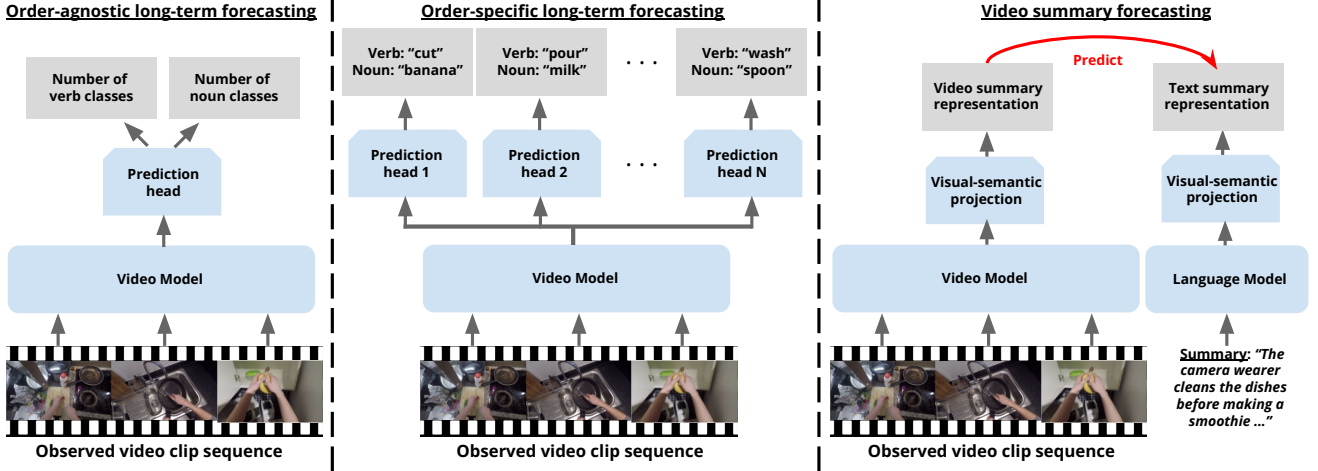 Order-agnostic long-term forecasting
Number of
verb classes
Number of
noun classes
Prediction
head
Video Model
Observed video clip sequence
Order-specific long-term forecasting
Verb: “cut”
Noun: “banana”
Verb: “pour”
Noun: “milk”
. . .
Verb: “wash”
Noun: “spoon”
Prediction
head 1
Prediction
head 2
. . .
Prediction
head N
Video Model
Observed video clip sequence
Video summary forecasting
Predict
Video summary
representation
Text summary
representation
Visual-semantic
projection
Visual-semantic
projection
Video Model
Language Model
Summary: “The
camera wearer
cleans the dishes
before making a
smoothie ...”
Observed video clip sequence